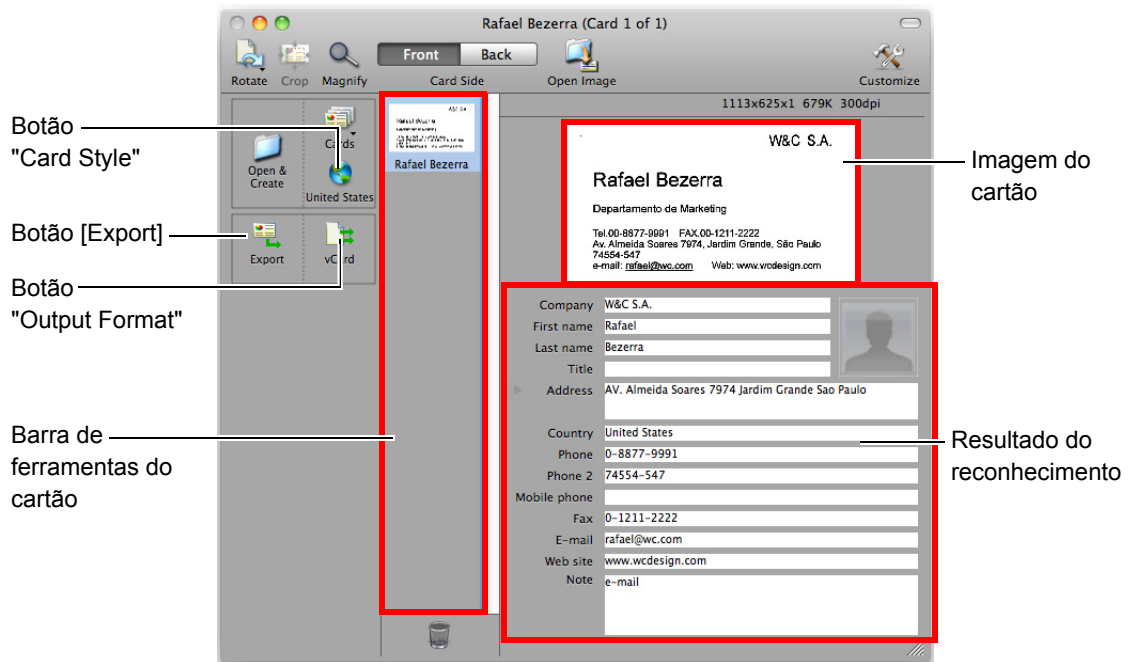 Rafael Bezerra (Card 1 of 1)
Rotate Crop Magnify
Front Back
Card Side
Open Image
Customize
1113x625x1 679K 300dpi
Botão
"Card Style"
Botão [Export]
Botão
"Output Format"
Barra de
ferramentas do
cartão
Open &
Create
Cards
United States
Export
vCard
W&C S.A.
Rafael Bezerra
Rafael Bezerra
W&C S.A.
Rafael Bezerra
Departamento de Marketing
Tel.00-8877-9991 FAX.00-1211-2222
Av. Almeida Soares 7974, Jardim Grande, São Paulo
74554-547
e-mail: rafael@wc.com Web: www.wcdesign.com
Imagem do
cartão
Company W&C S.A.
First name Rafael
Last name Bezerra
Title
Address AV. Almeida Soares 7974 Jardim Grande Sao Paulo
Country United States
Phone 0-8877-9991
Phone 2 74554-547
Mobile phone
Fax 0-1211-2222
E-mail rafael@wc.com
Web site www.wcdesign.com
Note e-mail
Resultado do
reconhecimento